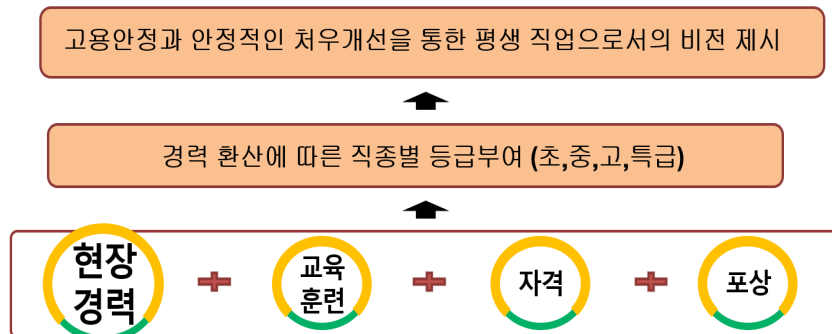 고용안정과 안정적인 처우개선을 통한 평생 직업으로서의 비전 제시
경력 환산에 따른 직종별 등급부여 (초,중,고,특급)
현장
경력
교육
훈련
자격
포상